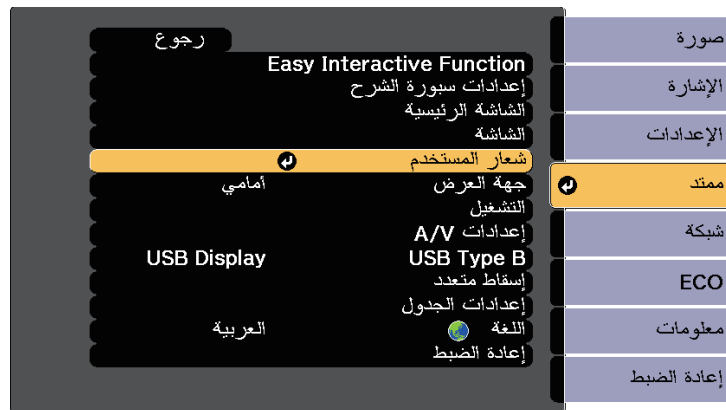 صورة
الإشارة
الإعدادات
ممتد
شبكة
ECO
معلومات
إعادة الضبط
رجوع
Easy Interactive Function
إعدادات سبورة الشرح
الشاشة الرئيسية
الشاشة
شعار المستخدم
جهة العرض أمامي
التشغيل
إعدادات A/V
USB Type B USB Display
إسقاط متعدد
إعدادات الجدول
اللغة العربية
إعادة الضبط